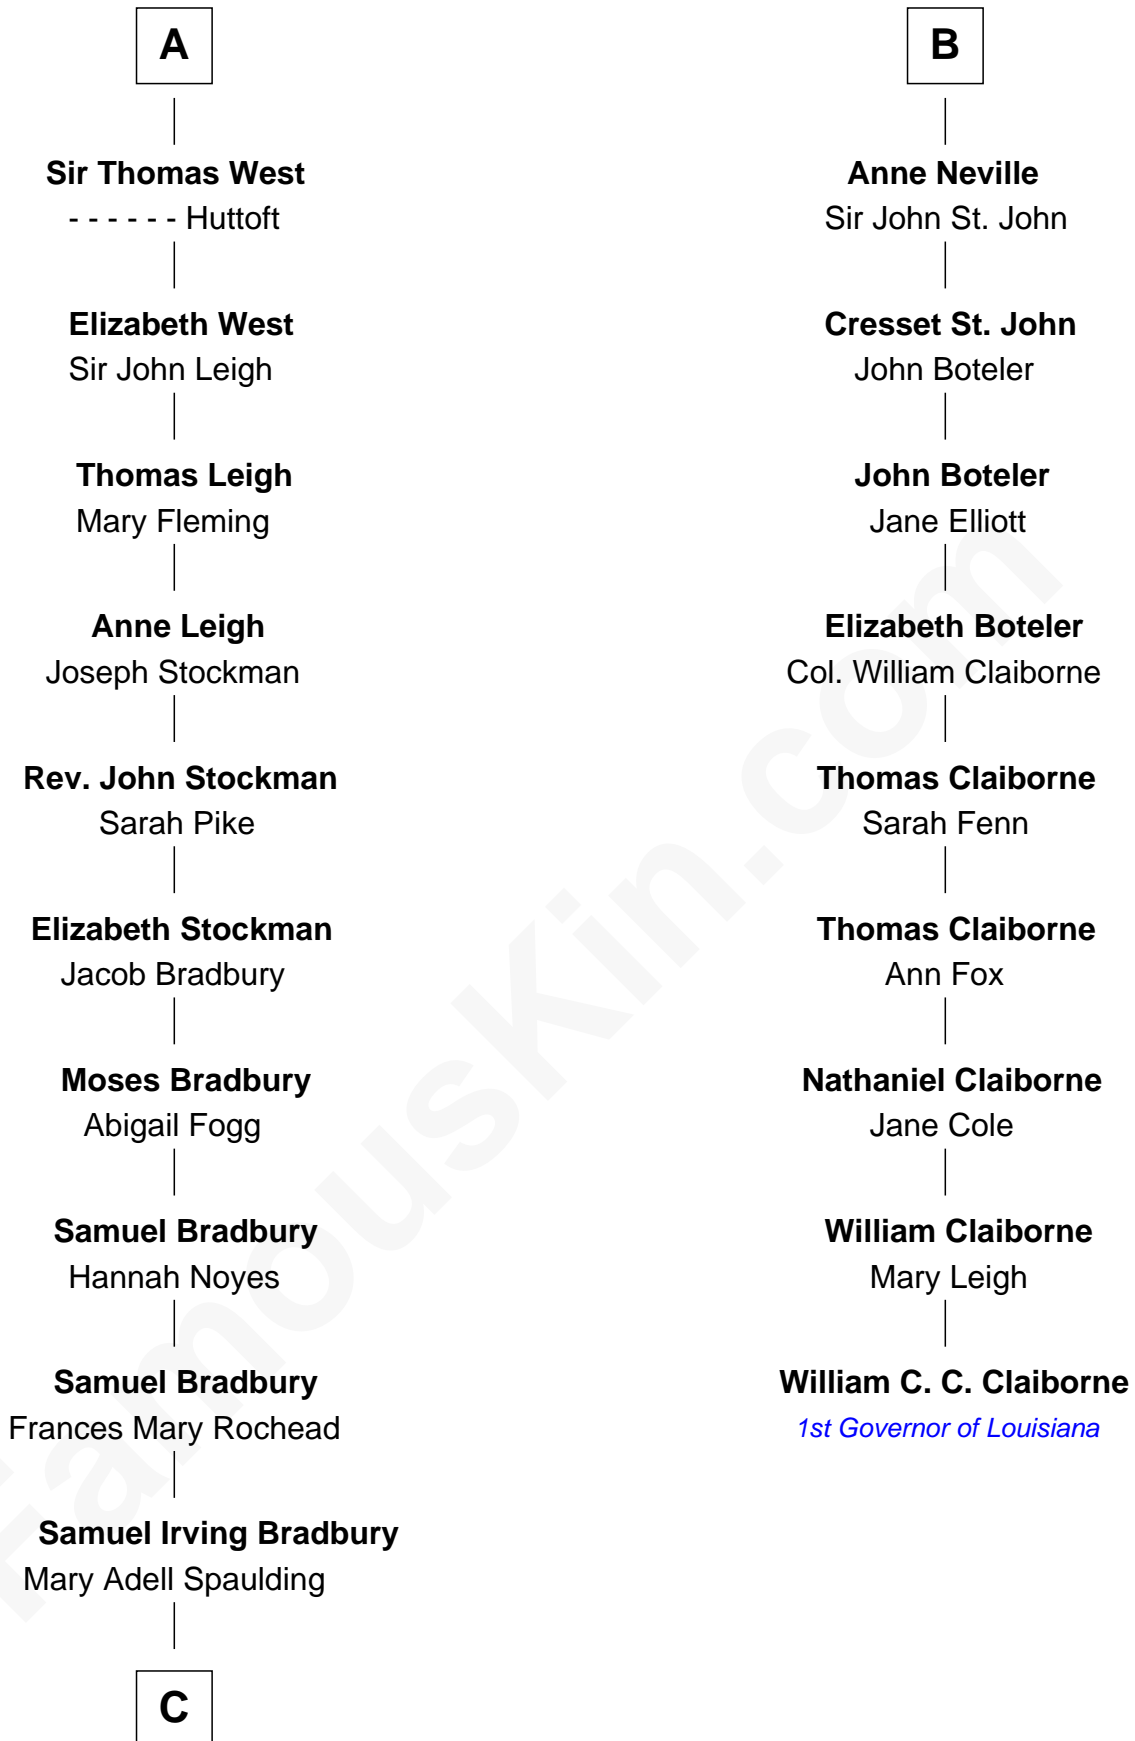 A
Sir Thomas West
- - - - - - Huttoft
Elizabeth West
Sir John Leigh
Thomas Leigh
Mary Fleming
Anne Leigh
Joseph Stockman
Rev. John Stockman
Sarah Pike
Elizabeth Stockman
Jacob Bradbury
Moses Bradbury
Abigail Fogg
Samuel Bradbury
Hannah Noyes
Samuel Bradbury
Frances Mary Rochead
Samuel Irving Bradbury
Mary Adell Spaulding
C
B
Anne Neville
Sir John St. John
Cresset St. John
John Boteler
John Boteler
Jane Elliott
Elizabeth Boteler
Col. William Claiborne
Thomas Claiborne
Sarah Fenn
Thomas Claiborne
Ann Fox
Nathaniel Claiborne
Jane Cole
William Claiborne
Mary Leigh
William C. C. Claiborne
1st Governor of Louisiana
FamousKin.com